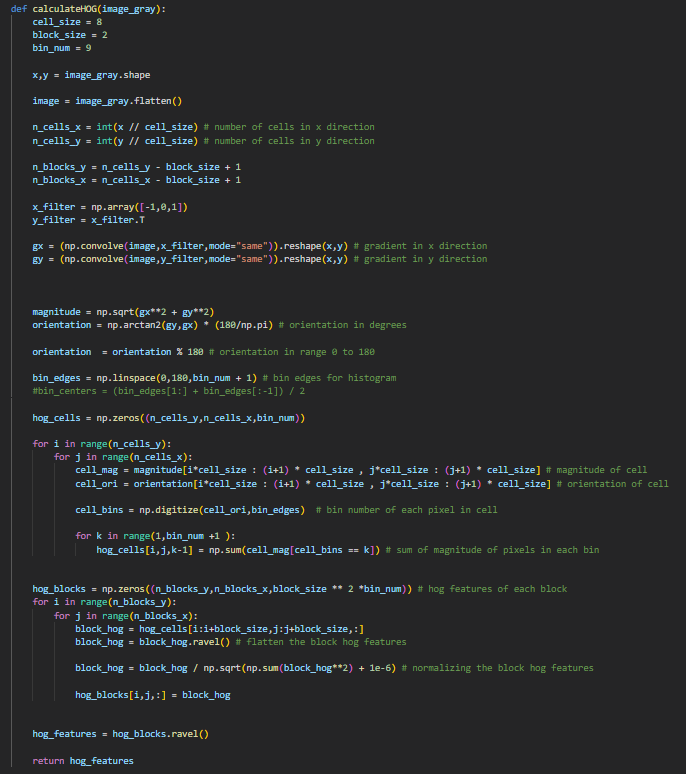 def calculateHOG(image_gray):
    cell_size = 8
    block_size = 2
    bin_num = 9
    x,y = image_gray.shape
    image = image_gray.flatten()
    n_cells_x = int(x // cell_size) # number of cells in x direction
    n_cells_y = int(y // cell_size) # number of cells in y direction
    n_blocks_y = n_cells_y - block_size + 1
    n_blocks_x = n_cells_x - block_size + 1
    x_filter = np.array([-1,0,1])
    y_filter = x_filter.T
    gx = (np.convolve(image,x_filter,mode="same")).reshape(x,y) # gradient in x direction
    gy = (np.convolve(image,y_filter,mode="same")).reshape(x,y) # gradient in y direction
    magnitude = np.sqrt(gx**2 + gy**2)
    orientation = np.arctan2(gy,gx) * (180/np.pi) # orientation in degrees
    orientation  = orientation % 180 # orientation in range 0 to 180
    bin_edges = np.linspace(0,180,bin_num + 1) # bin edges for histogram
    #bin_centers = (bin_edges[1:] + bin_edges[:-1]) / 2
    hog_cells = np.zeros((n_cells_y,n_cells_x,bin_num))
    for i in range(n_cells_y):
        for j in range(n_cells_x):
            cell_mag = magnitude[i*cell_size : (i+1) * cell_size , j*cell_size : (j+1) * cell_size] # magnitude of cell
            cell_ori = orientation[i*cell_size : (i+1) * cell_size , j*cell_size : (j+1) * cell_size] # orientation of cell
            cell_bins = np.digitize(cell_ori,bin_edges)  # bin number of each pixel in cell
            for k in range(1,bin_num +1 ):
                hog_cells[i,j,k-1] = np.sum(cell_mag[cell_bins == k]) # sum of magnitude of pixels in each bin
    hog_blocks = np.zeros((n_blocks_y,n_blocks_x,block_size ** 2 *bin_num)) # hog features of each block
    for i in range(n_blocks_y):
        for j in range(n_blocks_x):
            block_hog = hog_cells[i:i+block_size,j:j+block_size,:]
            block_hog = block_hog.ravel() # flatten the block hog features
            block_hog = block_hog / np.sqrt(np.sum(block_hog**2) + 1e-6) # normalizing the block hog features
            hog_blocks[i,j,:] = block_hog
    hog_features = hog_blocks.ravel()
    return hog_features